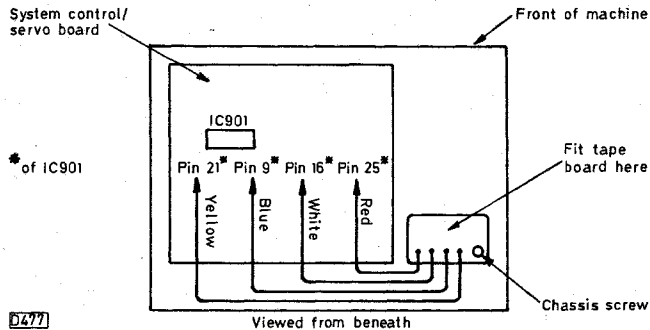 System control/
servo board
Front of machine
IC901
* of IC901
Pin 21* Pin 9* Pin 16* Pin 25*
Fit tape
board here
Yellow
Blue
White
Red
Chassis screw
D477
Viewed from beneath